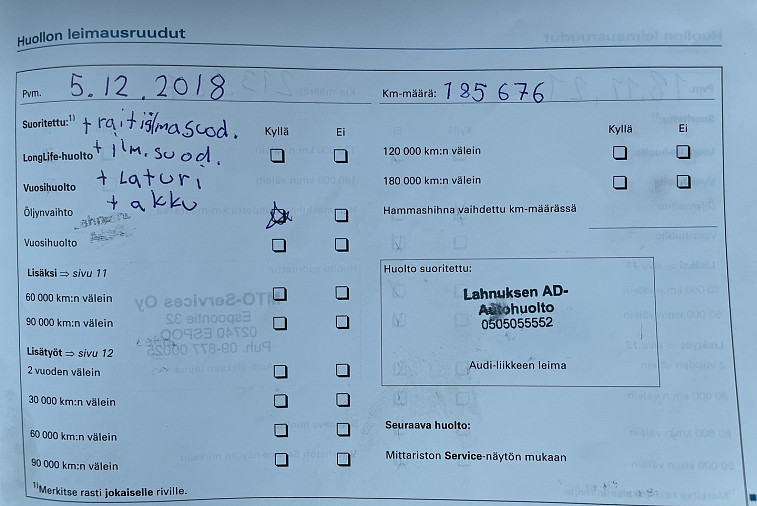 Huollon leimausruudut
Pvm. 5.12.2018
Km-määrä: 185 676
Suoritettu:¹⁾ + raitisilmasuod.
Kyllä Ei
LongLife-huolto + ilm.suod.
Vuosihuolto + Laturi
+ akku
Öljynvaihto
Vuosihuolto
Lisäksi ⇒ sivu 11
60 000 km:n välein
90 000 km:n välein
Lisätyöt ⇒ sivu 12
2 vuoden välein
30 000 km:n välein
60 000 km:n välein
90 000 km:n välein
¹⁾Merkitse rasti jokaiselle riville.
Kyllä Ei
120 000 km:n välein
180 000 km:n välein
Hammashihna vaihdettu km-määrässä
Huolto suoritettu:
Lahnuksen AD-
Autohuolto
0505055552
Audi-liikkeen leima
Seuraava huolto:
Mittariston Service-näytön mukaan